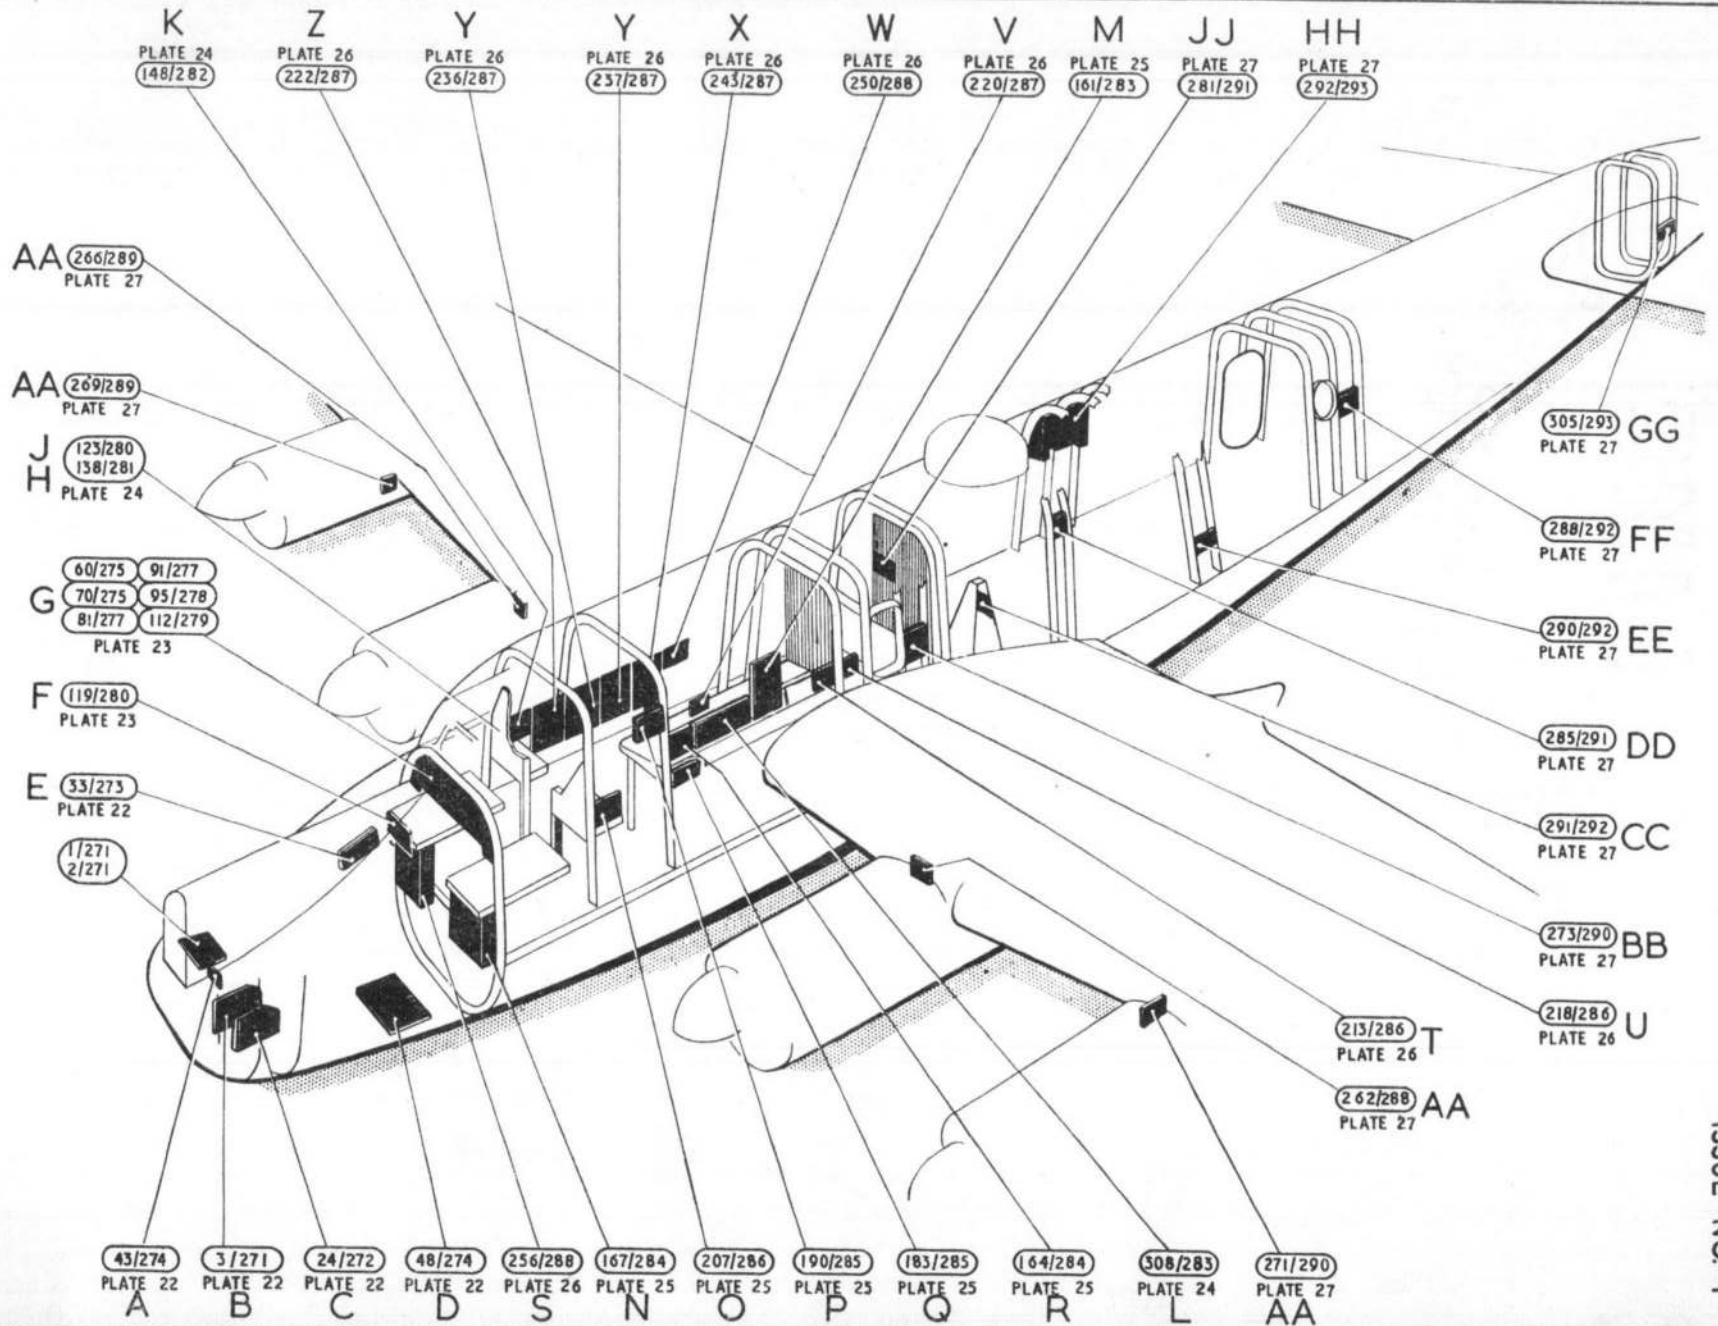 K Z Y Y X W V M JJ HH
PLATE 24 PLATE 26 PLATE 26 PLATE 26 PLATE 26 PLATE 26 PLATE 26 PLATE 25 PLATE 27 PLATE 27
148/282 222/287 236/287 237/287 243/287 250/288 220/287 161/283 281/291 292/293
AA 266/289
PLATE 27
AA 269/289
PLATE 27
J 123/280
H 138/281
PLATE 24
G 60/275 91/277
70/275 95/278
81/277 112/279
PLATE 23
F 119/280
PLATE 23
E 33/273
PLATE 22
1/271
2/271
305/293 GG
PLATE 27
288/292 FF
PLATE 27
290/292 EE
PLATE 27
285/291 DD
PLATE 27
291/292 CC
PLATE 27
273/290 BB
PLATE 27
218/286 U
PLATE 26
213/286 T
PLATE 26
262/288 AA
PLATE 27
43/274 3/271 24/272 48/274 256/288 167/284 207/286 190/285 183/285 164/284 308/283 271/290
PLATE 22 PLATE 22 PLATE 22 PLATE 22 PLATE 26 PLATE 25 PLATE 25 PLATE 25 PLATE 25 PLATE 25 PLATE 24 PLATE 27
A B C D S N O P Q R L AA